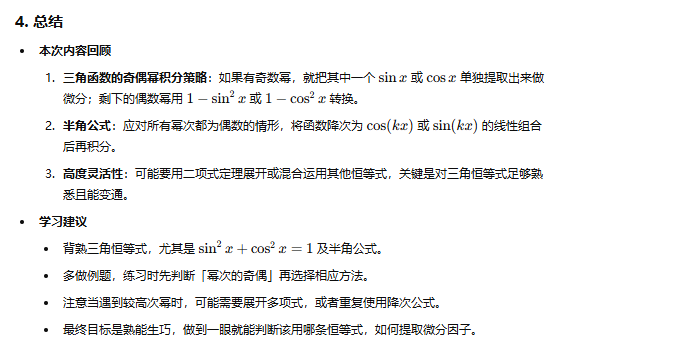 4. 总结
• 本次内容回顾
1. 三角函数的奇偶幂积分策略：如果有奇数幂，就把其中一个 sin x 或 cos x 单独提取出来做
微分；剩下的偶数幂用 1 − sin² x 或 1 − cos² x 转换。
2. 半角公式：应对所有幂次都为偶数的情形，将函数降次为 cos(kx) 或 sin(kx) 的线性组合
后再积分。
3. 高度灵活性：可能要用二项式定理展开或混合运用其他恒等式，关键是对三角恒等式足够熟
悉且能变通。
• 学习建议
• 背熟三角恒等式，尤其是 sin² x + cos² x = 1 及半角公式。
• 多做例题，练习时先判断「幂次的奇偶」再选择相应方法。
• 注意当遇到较高次幂时，可能需要展开多项式，或者重复使用降次公式。
• 最终目标是熟能生巧，做到一眼就能判断该用哪条恒等式，如何提取微分因子。